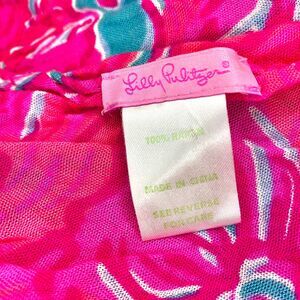 Lilly Pulitzer®
100% RAYON
MADE IN CHINA
SEE REVERSE
FOR CARE